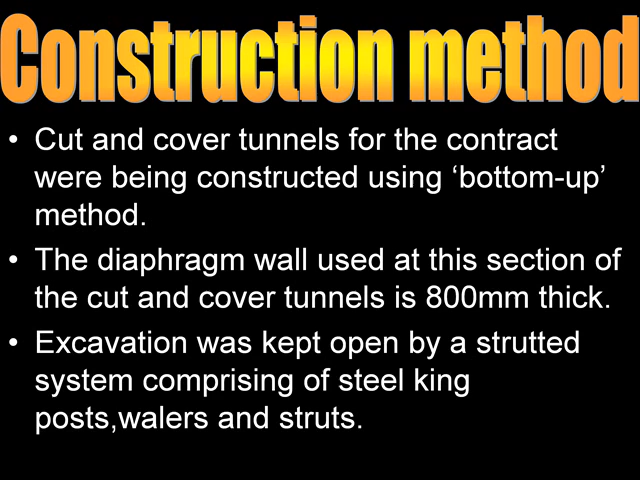 Construction method
• Cut and cover tunnels for the contract
were being constructed using ‘bottom-up’
method.
• The diaphragm wall used at this section of
the cut and cover tunnels is 800mm thick.
• Excavation was kept open by a strutted
system comprising of steel king
posts,walers and struts.